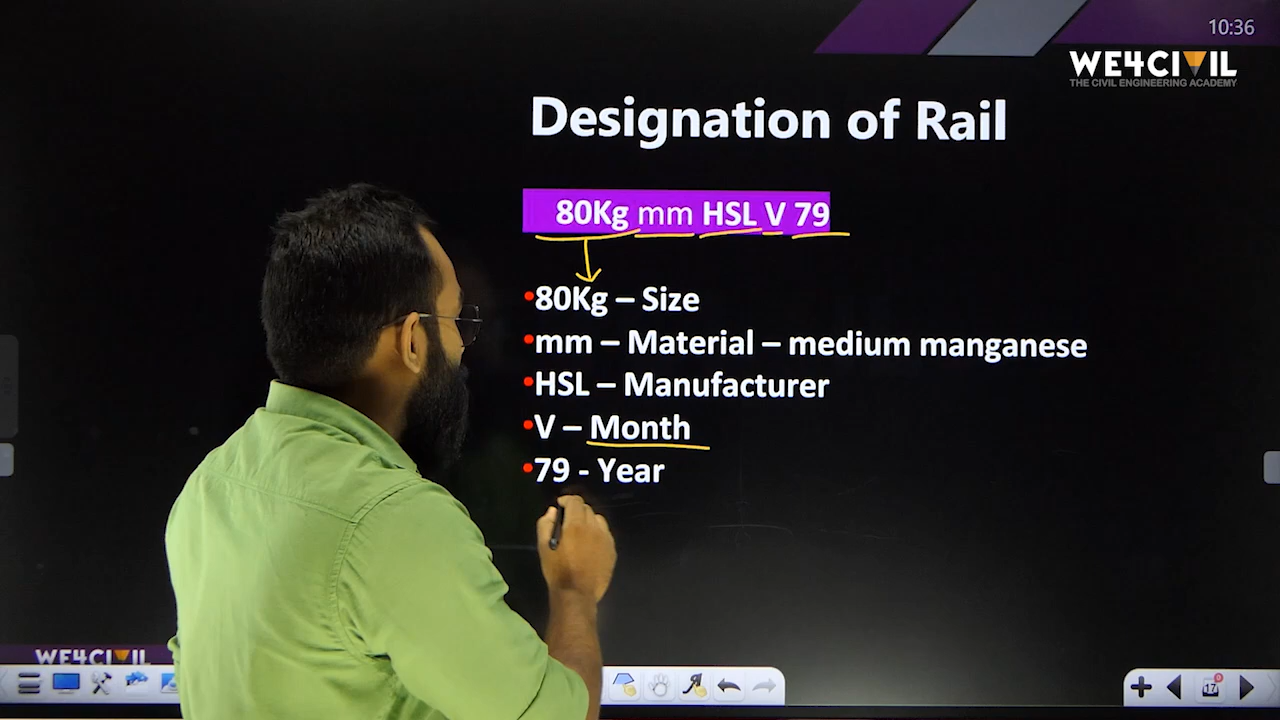 10:36
WE4CIVIL
THE CIVIL ENGINEERING ACADEMY
Designation of Rail
80Kg mm HSL V 79
•80Kg – Size
•mm – Material – medium manganese
•HSL – Manufacturer
•V – Month
•79 - Year
WE4CIVIL
17